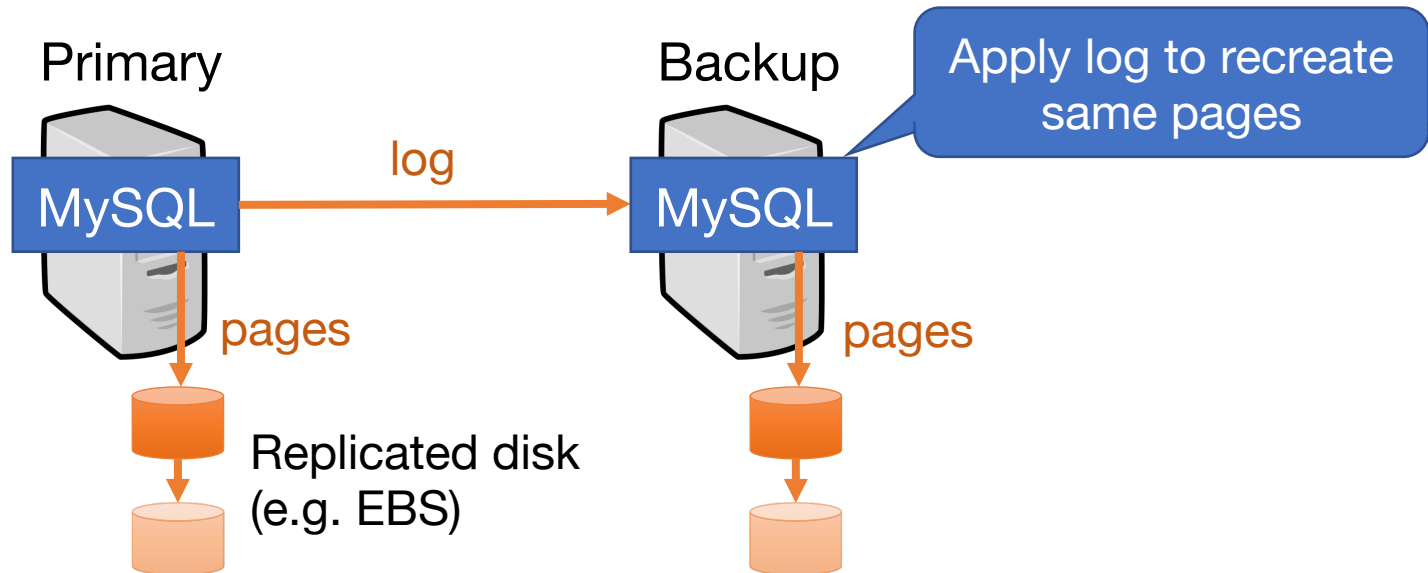 Primary
Backup
Apply log to recreate
same pages
MySQL
log
MySQL
pages
pages
Replicated disk
(e.g. EBS)